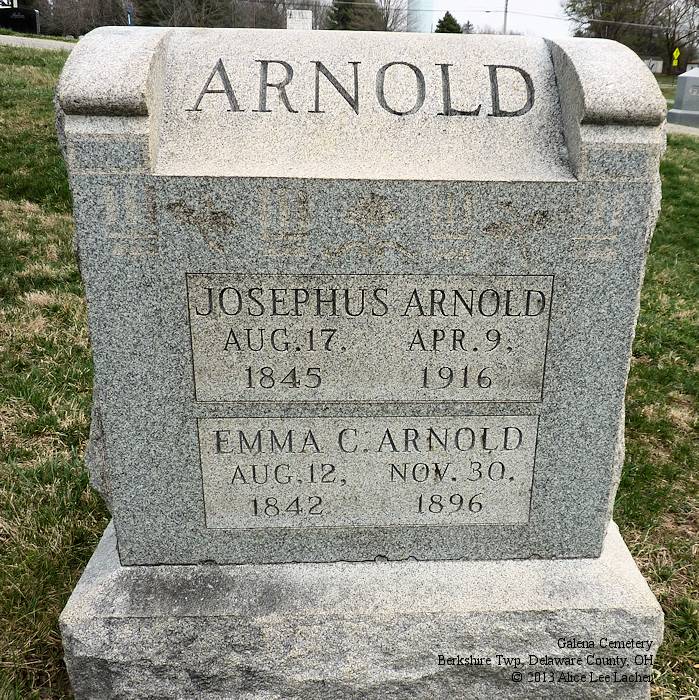 ARNOLD
JOSEPHUS ARNOLD
AUG. 17. APR. 9,
1845 1916
EMMA C. ARNOLD
AUG. 12, NOV. 30.
1842 1896
Galena Cemetery
Berkshire Twp, Delaware County, OH
© 2013 Alice Lee Lacher